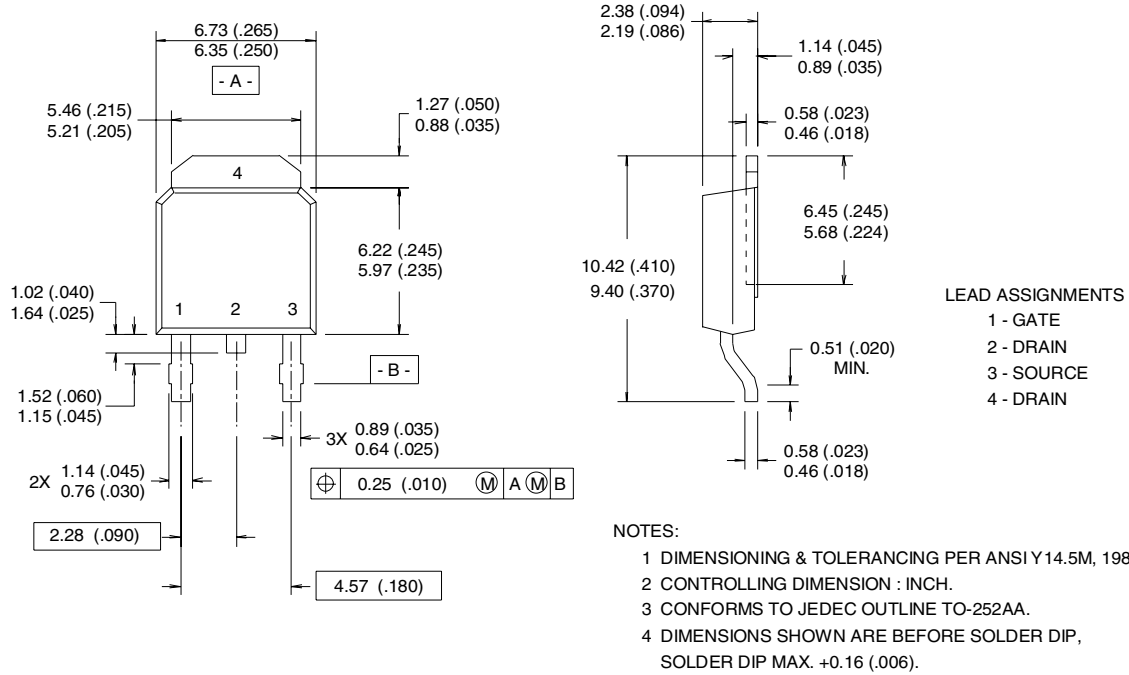 6.73 (.265)
6.35 (.250)
- A -
5.46 (.215)
5.21 (.205)
1.27 (.050)
0.88 (.035)
4
6.22 (.245)
5.97 (.235)
1.02 (.040)
1.64 (.025)
1 2 3
- B -
1.52 (.060)
1.15 (.045)
3X 0.89 (.035)
0.64 (.025)
2X 1.14 (.045)
0.76 (.030)
⌖ 0.25 (.010) Ⓜ A Ⓜ B
2.28 (.090)
4.57 (.180)
2.38 (.094)
2.19 (.086)
1.14 (.045)
0.89 (.035)
0.58 (.023)
0.46 (.018)
6.45 (.245)
5.68 (.224)
10.42 (.410)
9.40 (.370)
0.51 (.020)
MIN.
0.58 (.023)
0.46 (.018)
LEAD ASSIGNMENTS
1 - GATE
2 - DRAIN
3 - SOURCE
4 - DRAIN
NOTES:
1 DIMENSIONING & TOLERANCING PER ANSI Y14.5M, 198
2 CONTROLLING DIMENSION : INCH.
3 CONFORMS TO JEDEC OUTLINE TO-252AA.
4 DIMENSIONS SHOWN ARE BEFORE SOLDER DIP,
SOLDER DIP MAX. +0.16 (.006).